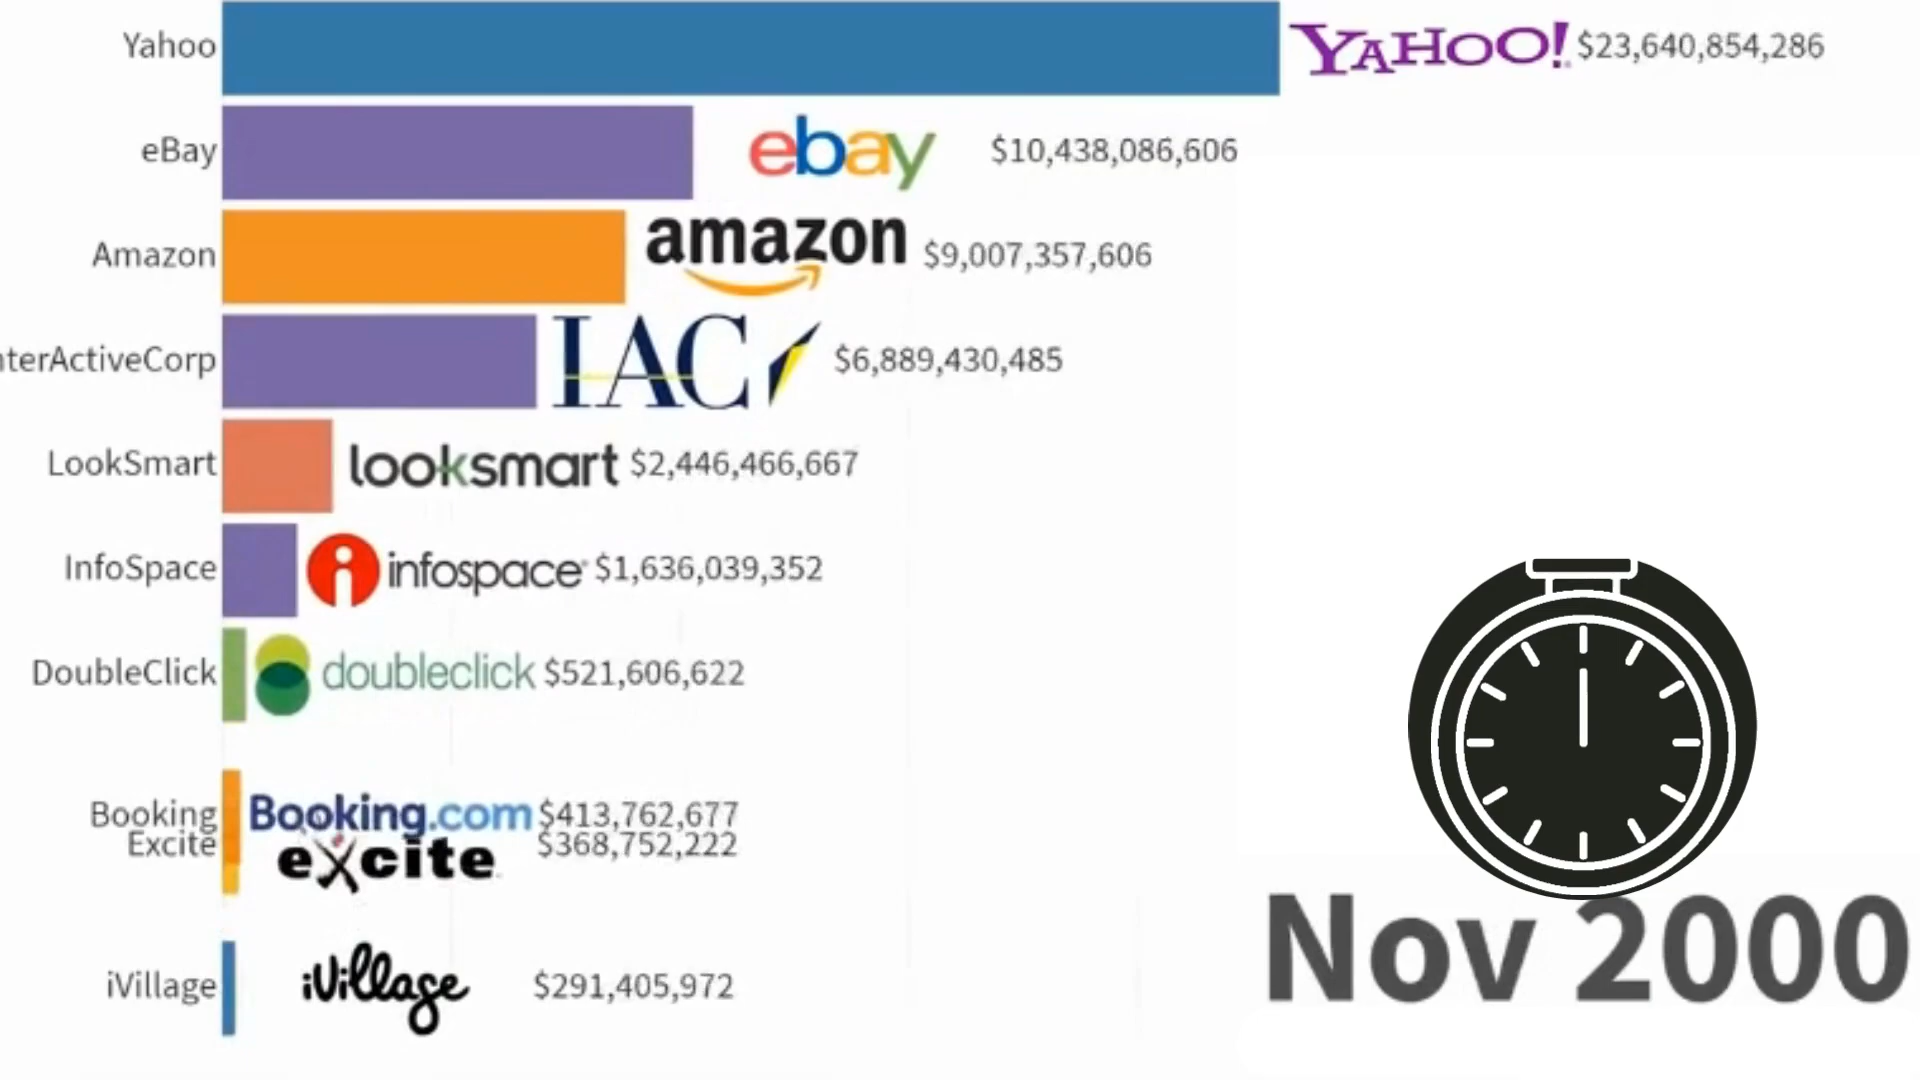 Yahoo YAHOO! $23,640,854,286
eBay ebay $10,438,086,606
Amazon amazon $9,007,357,606
nterActiveCorp IAC $6,889,430,485
LookSmart looksmart $2,446,466,667
InfoSpace infospace $1,636,039,352
DoubleClick doubleclick $521,606,622
Booking Booking.com $413,762,677
Excite excite $368,752,222
iVillage iVillage $291,405,972
Nov 2000